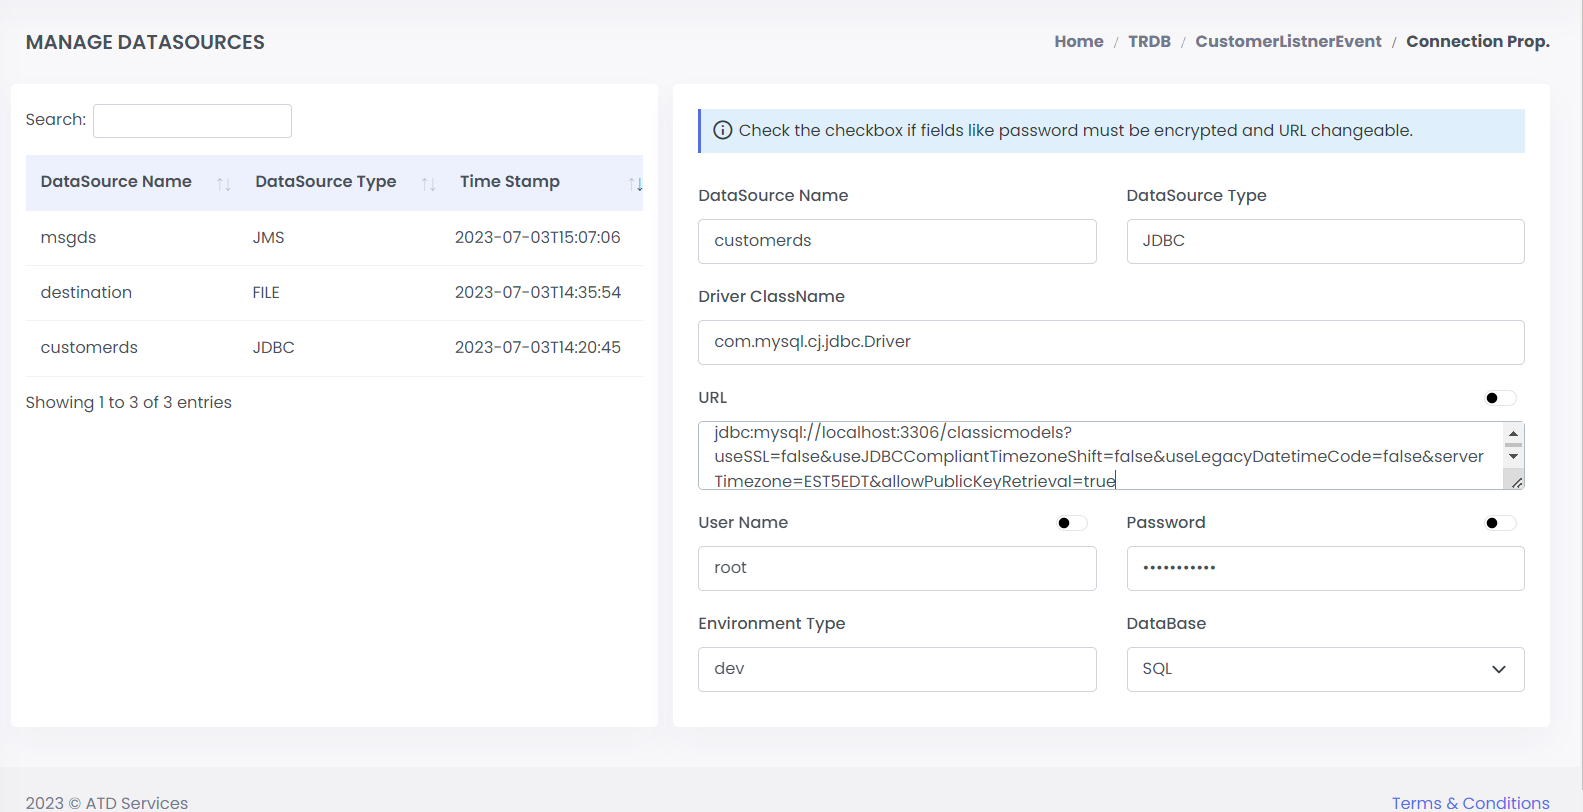 MANAGE DATASOURCES
Home / TRDB / CustomerListnerEvent / Connection Prop.
Search:
DataSource Name DataSource Type Time Stamp
msgds JMS 2023-07-03T15:07:06
destination FILE 2023-07-03T14:35:54
customerds JDBC 2023-07-03T14:20:45
Showing 1 to 3 of 3 entries
Check the checkbox if fields like password must be encrypted and URL changeable.
DataSource Name DataSource Type
customerds JDBC
Driver ClassName
com.mysql.cj.jdbc.Driver
URL
jdbc:mysql://localhost:3306/classicmodels?
useSSL=false&useJDBCCompliantTimezoneShift=false&useLegacyDatetimeCode=false&server
Timezone=EST5EDT&allowPublicKeyRetrieval=true
User Name Password
root •••••••••••
Environment Type DataBase
dev SQL
2023 © ATD Services
Terms & Conditions